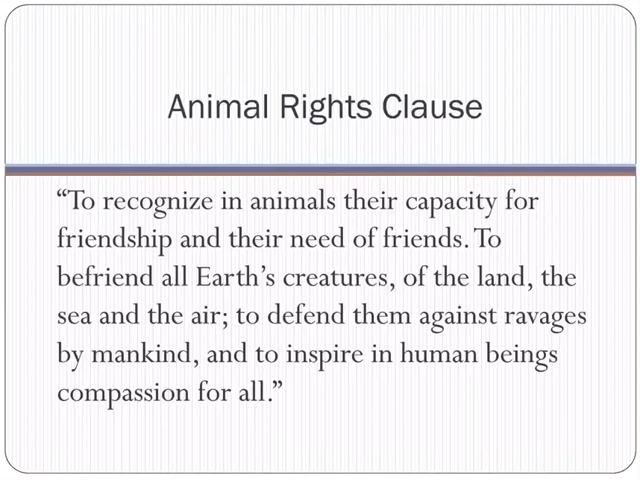 Animal Rights Clause
“To recognize in animals their capacity for
friendship and their need of friends. To
befriend all Earth’s creatures, of the land, the
sea and the air; to defend them against ravages
by mankind, and to inspire in human beings
compassion for all.”